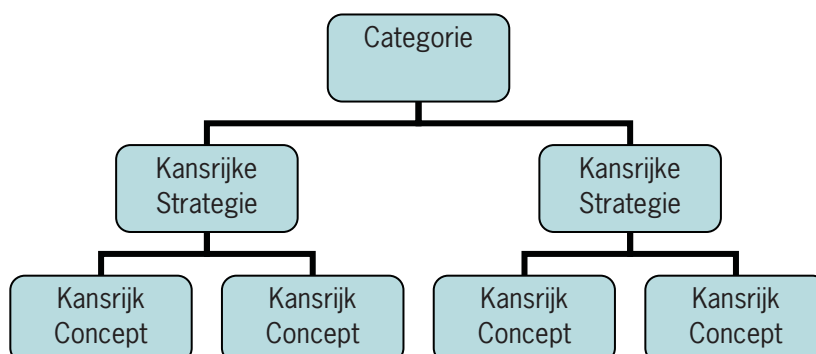 Categorie
Kansrijke
Strategie
Kansrijke
Strategie
Kansrijk
Concept
Kansrijk
Concept
Kansrijk
Concept
Kansrijk
Concept